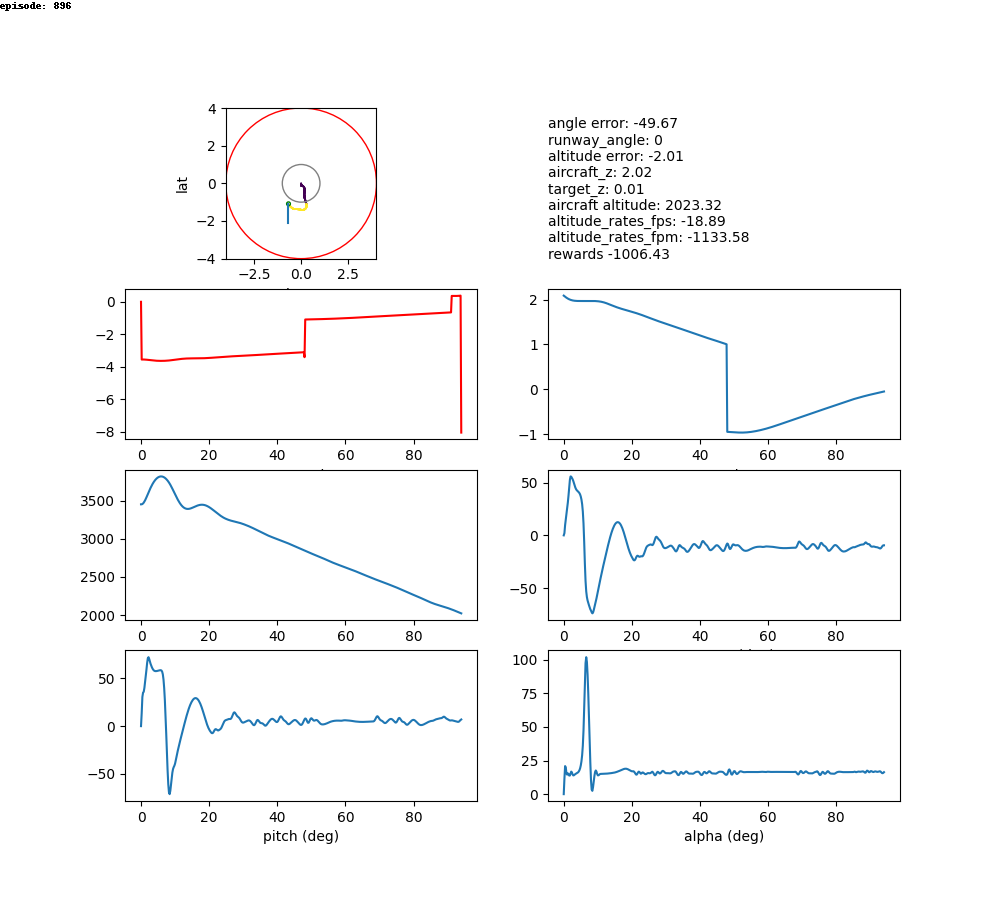 episode: 896
4
2
0
−2
−4
lat
−2.5 0.0 2.5
angle error: -49.67
runway_angle: 0
altitude error: -2.01
aircraft_z: 2.02
target_z: 0.01
aircraft altitude: 2023.32
altitude_rates_fps: -18.89
altitude_rates_fpm: -1133.58
rewards -1006.43
0
−2
−4
−6
−8
0 20 40 60 80
2
1
0
−1
0 20 40 60 80
3500
3000
2500
2000
0 20 40 60 80
50
0
−50
0 20 40 60 80
50
0
−50
0 20 40 60 80
pitch (deg)
100
75
50
25
0
0 20 40 60 80
alpha (deg)